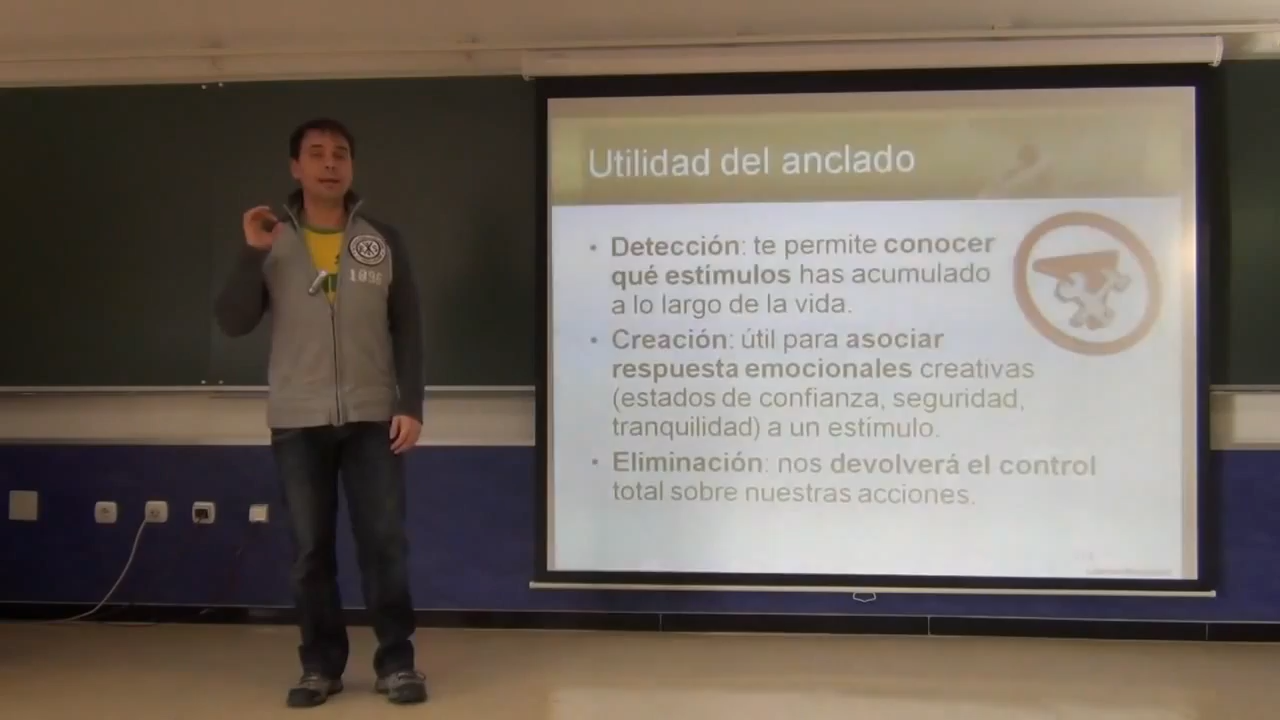 Utilidad del anclado
• Detección: te permite conocer
qué estímulos has acumulado
a lo largo de la vida.
• Creación: útil para asociar
respuesta emocionales creativas
(estados de confianza, seguridad,
tranquilidad) a un estímulo.
• Eliminación: nos devolverá el control
total sobre nuestras acciones.
1896